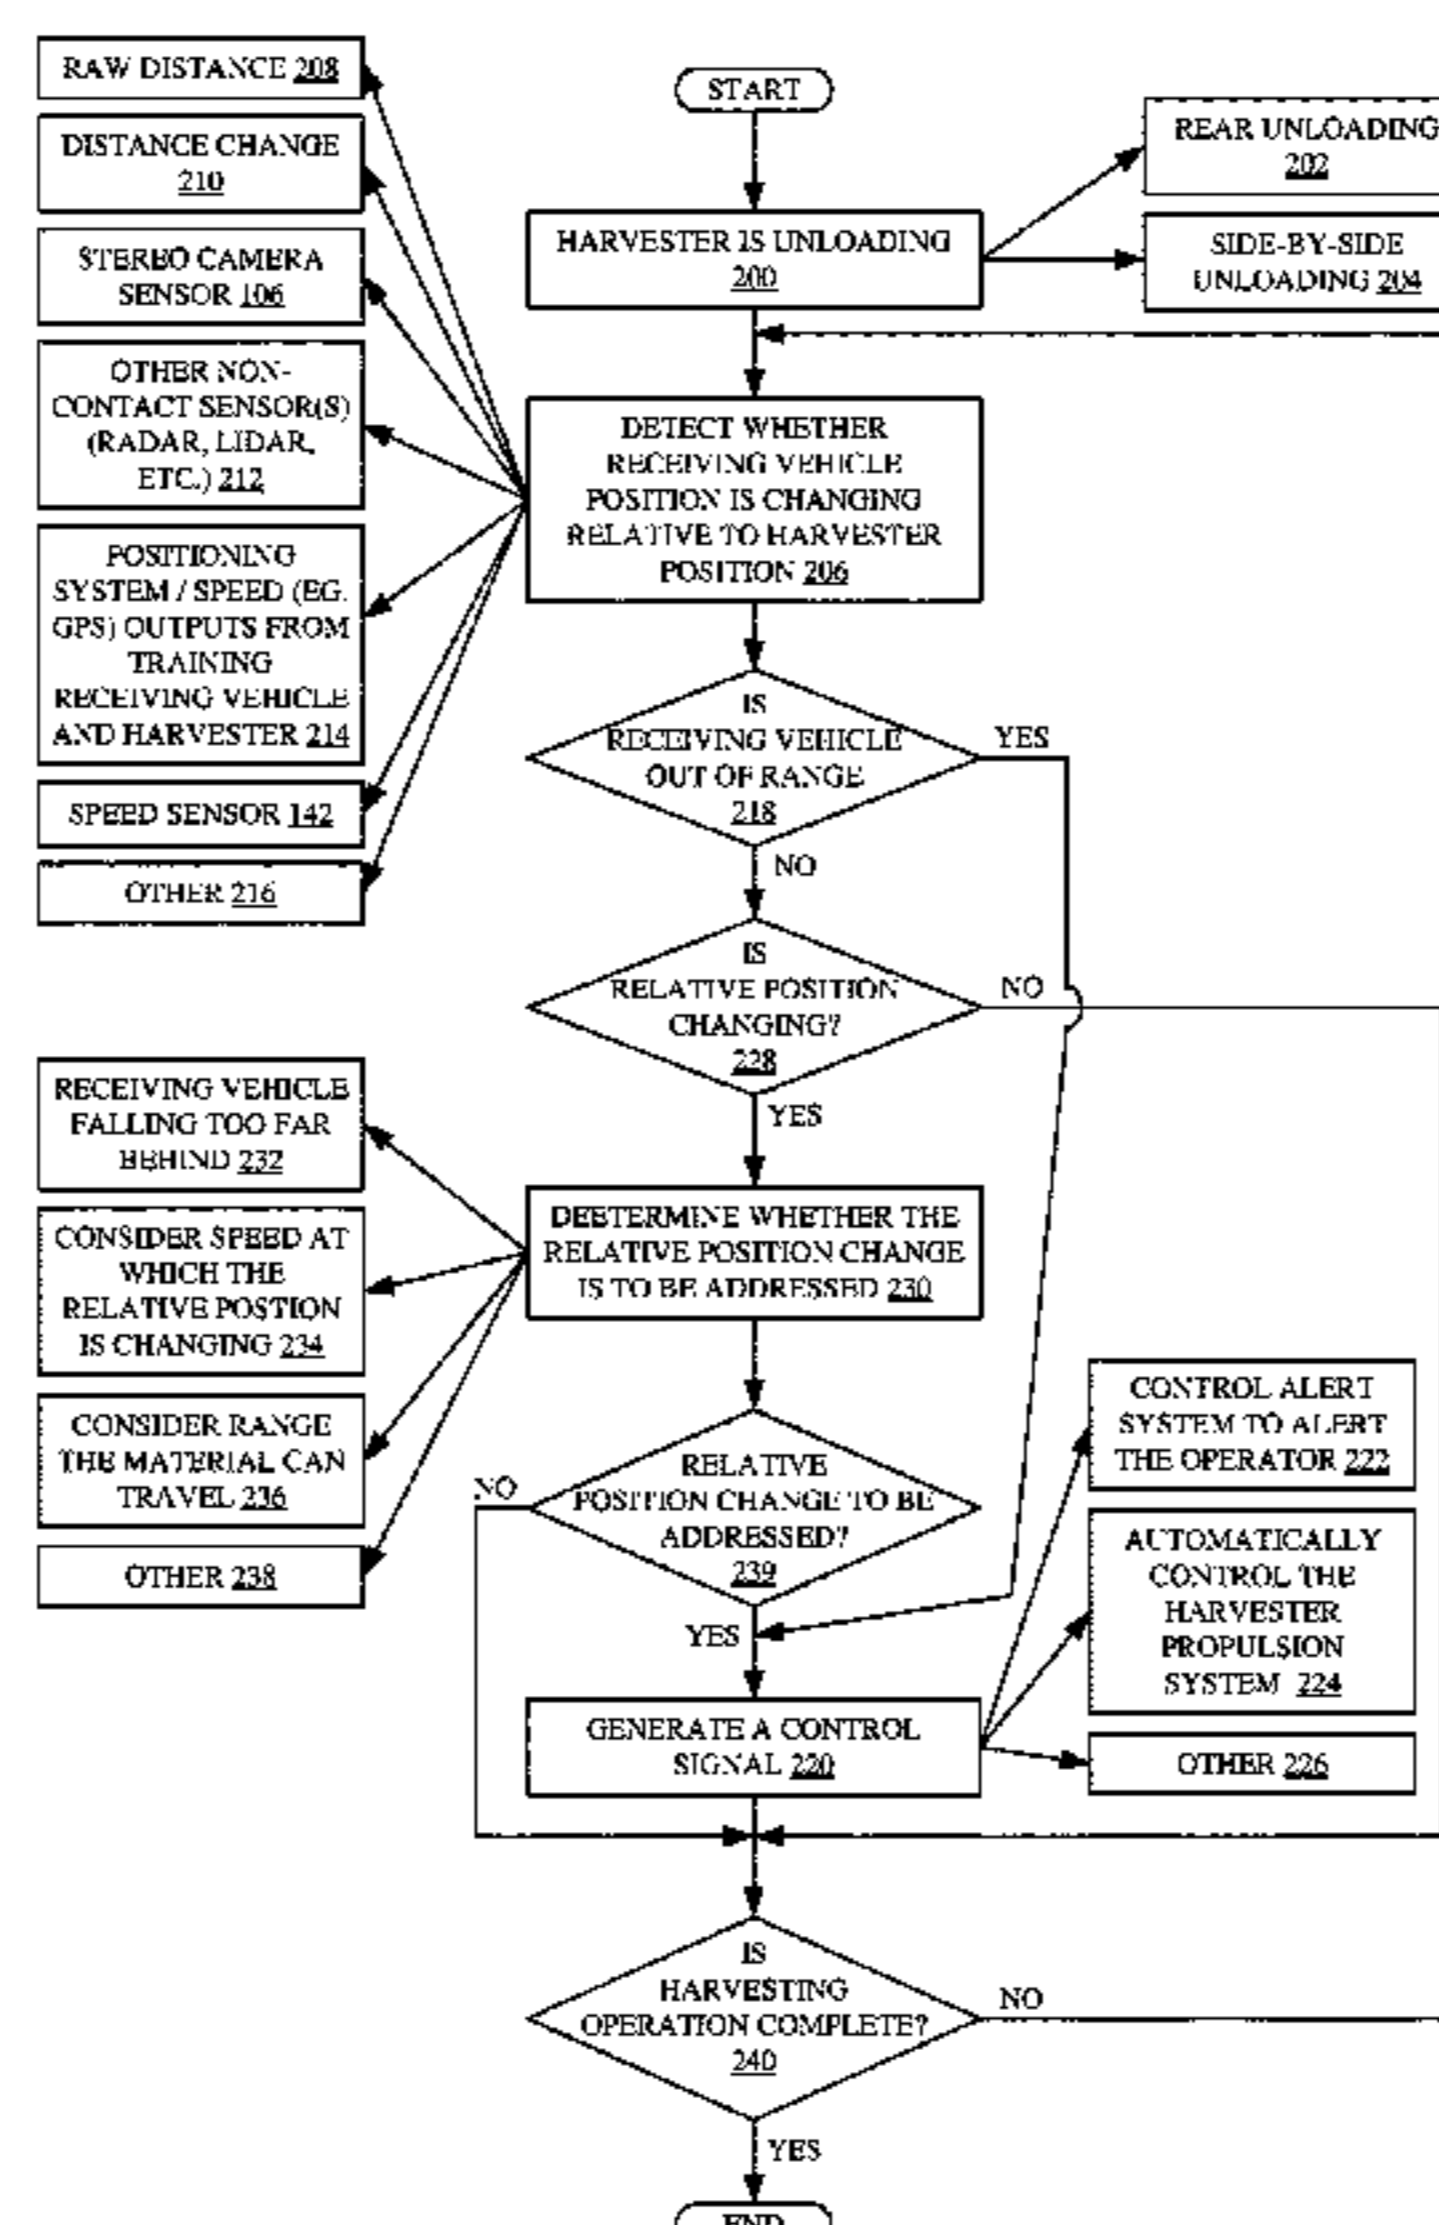 RAW DISTANCE 208
DISTANCE CHANGE
210
STEREO CAMERA
SENSOR 106
OTHER NON-
CONTACT SENSOR(S)
(RADAR, LIDAR,
ETC.) 212
POSITIONING
SYSTEM / SPEED (EG.
GPS) OUTPUTS FROM
TRAINING
RECEIVING VEHICLE
AND HARVESTER 214
SPEED SENSOR 142
OTHER 216
START
HARVESTER IS UNLOADING
200
REAR UNLOADING
202
SIDE-BY-SIDE
UNLOADING 204
DETECT WHETHER
RECEIVING VEHICLE
POSITION IS CHANGING
RELATIVE TO HARVESTER
POSITION 206
IS
RECEIVING VEHICLE
OUT OF RANGE
218
YES
NO
IS
RELATIVE POSITION
CHANGING?
228
NO
YES
RECEIVING VEHICLE
FALLING TOO FAR
BEHIND 232
CONSIDER SPEED AT
WHICH THE
RELATIVE POSTION
IS CHANGING 234
CONSIDER RANGE
THE MATERIAL CAN
TRAVEL 236
OTHER 238
DEETERMINE WHETHER THE
RELATIVE POSITION CHANGE
IS TO BE ADDRESSED 230
RELATIVE
POSITION CHANGE TO BE
ADDRESSED?
239
NO
YES
CONTROL ALERT
SYSTEM TO ALERT
THE OPERATOR 222
AUTOMATICALLY
CONTROL THE
HARVESTER
PROPULSION
SYSTEM 224
OTHER 226
GENERATE A CONTROL
SIGNAL 220
IS
HARVESTING
OPERATION COMPLETE?
240
NO
YES
END